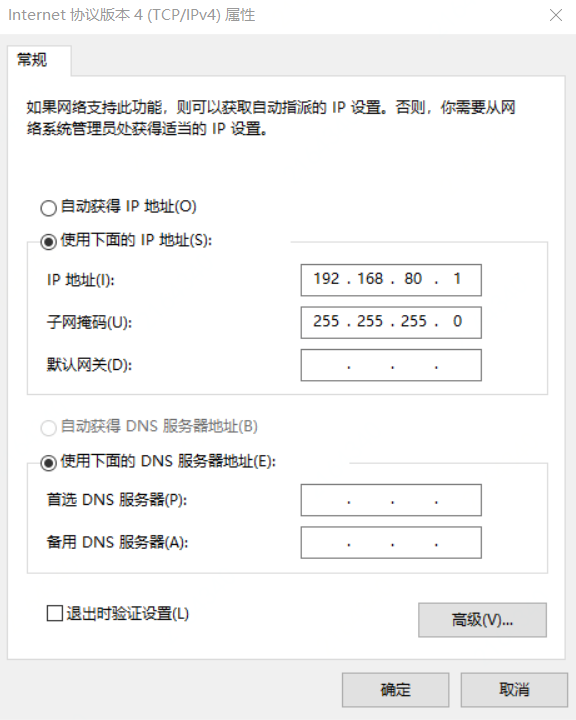 Internet 协议版本 4 (TCP/IPv4) 属性
常规
如果网络支持此功能，则可以获取自动指派的 IP 设置。否则，你需要从网
络系统管理员处获得适当的 IP 设置。
自动获得 IP 地址(O)
使用下面的 IP 地址(S):
IP 地址(I): 192 . 168 . 80 . 1
子网掩码(U): 255 . 255 . 255 . 0
默认网关(D): . . .
自动获得 DNS 服务器地址(B)
使用下面的 DNS 服务器地址(E):
首选 DNS 服务器(P): . . .
备用 DNS 服务器(A): . . .
退出时验证设置(L)
高级(V)...
确定 取消